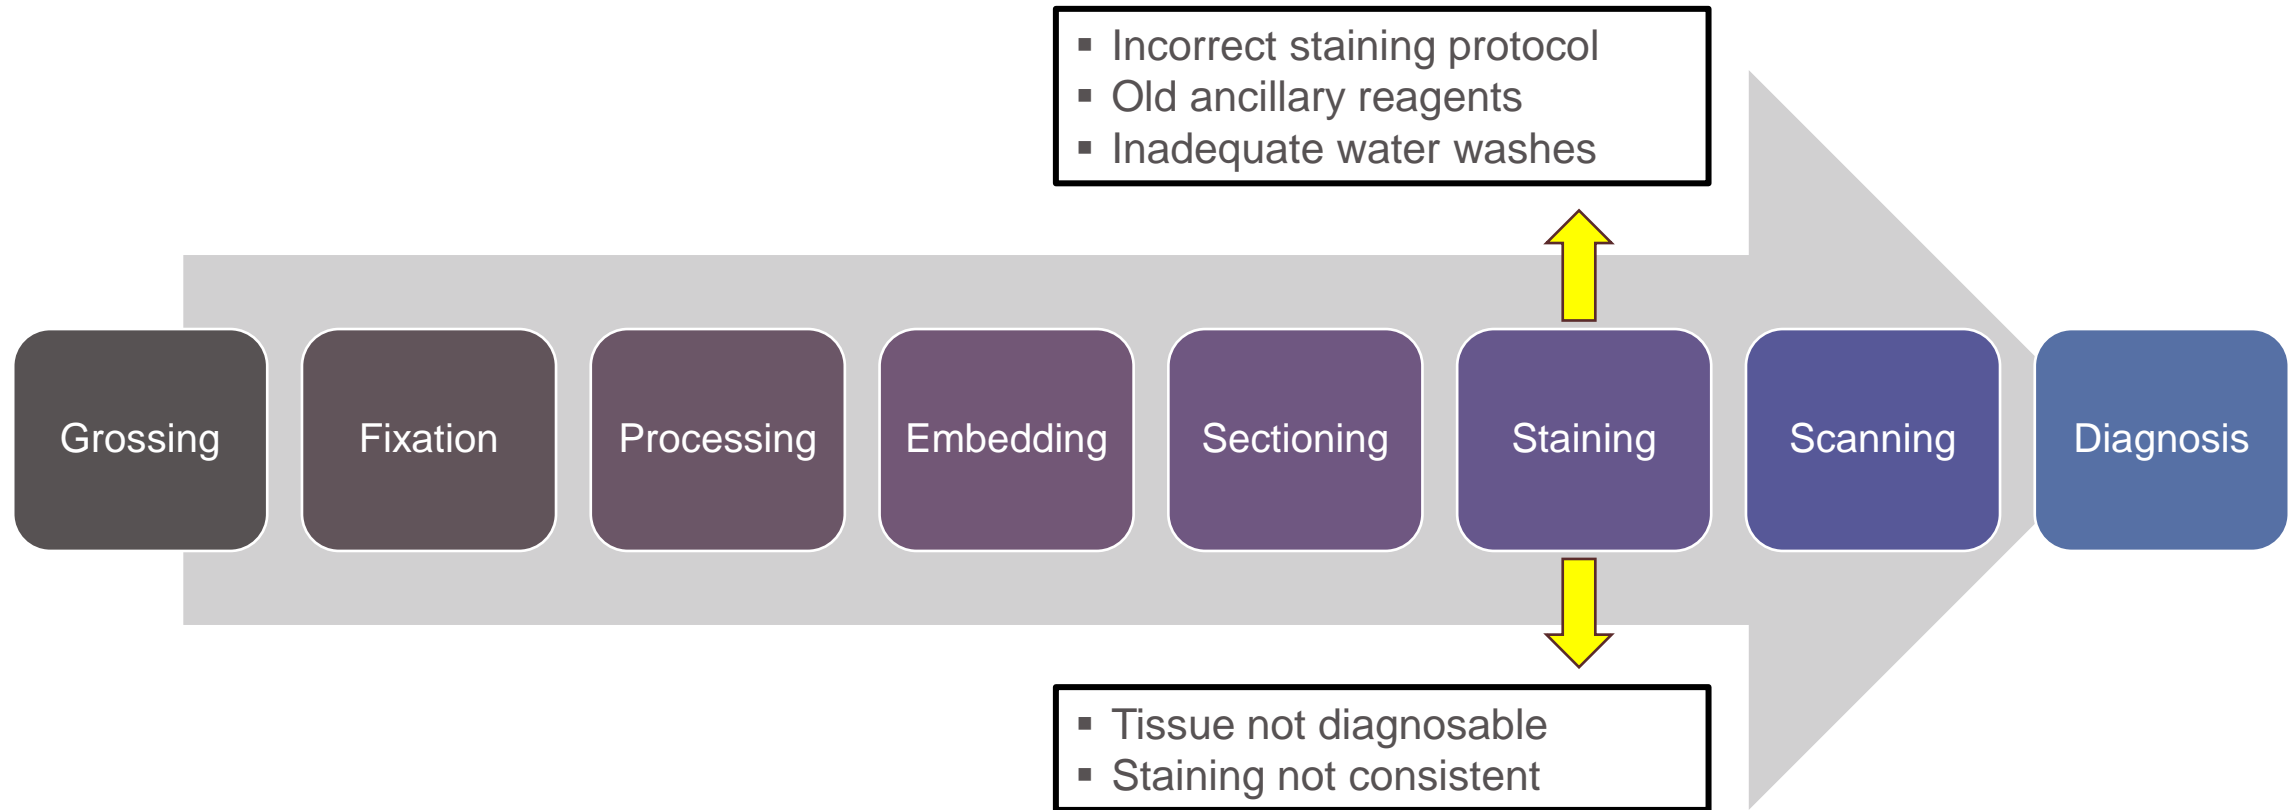 ▪ Incorrect staining protocol
▪ Old ancillary reagents
▪ Inadequate water washes
Grossing
Fixation
Processing
Embedding
Sectioning
Staining
Scanning
Diagnosis
▪ Tissue not diagnosable
▪ Staining not consistent